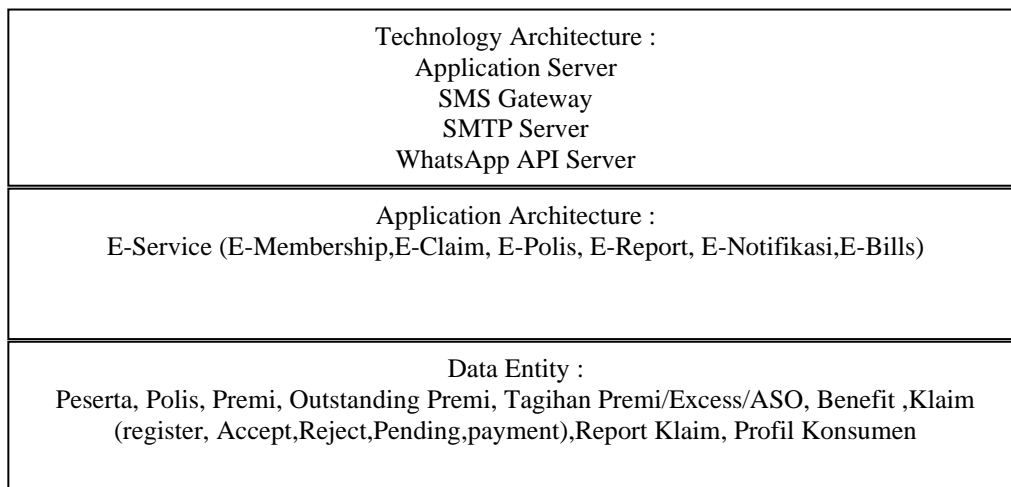 Technology Architecture :
Application Server
SMS Gateway
SMTP Server
WhatsApp API Server
Application Architecture :
E-Service (E-Membership,E-Claim, E-Polis, E-Report, E-Notifikasi,E-Bills)
Data Entity :
Peserta, Polis, Premi, Outstanding Premi, Tagihan Premi/Excess/ASO, Benefit ,Klaim
(register, Accept,Reject,Pending,payment),Report Klaim, Profil Konsumen